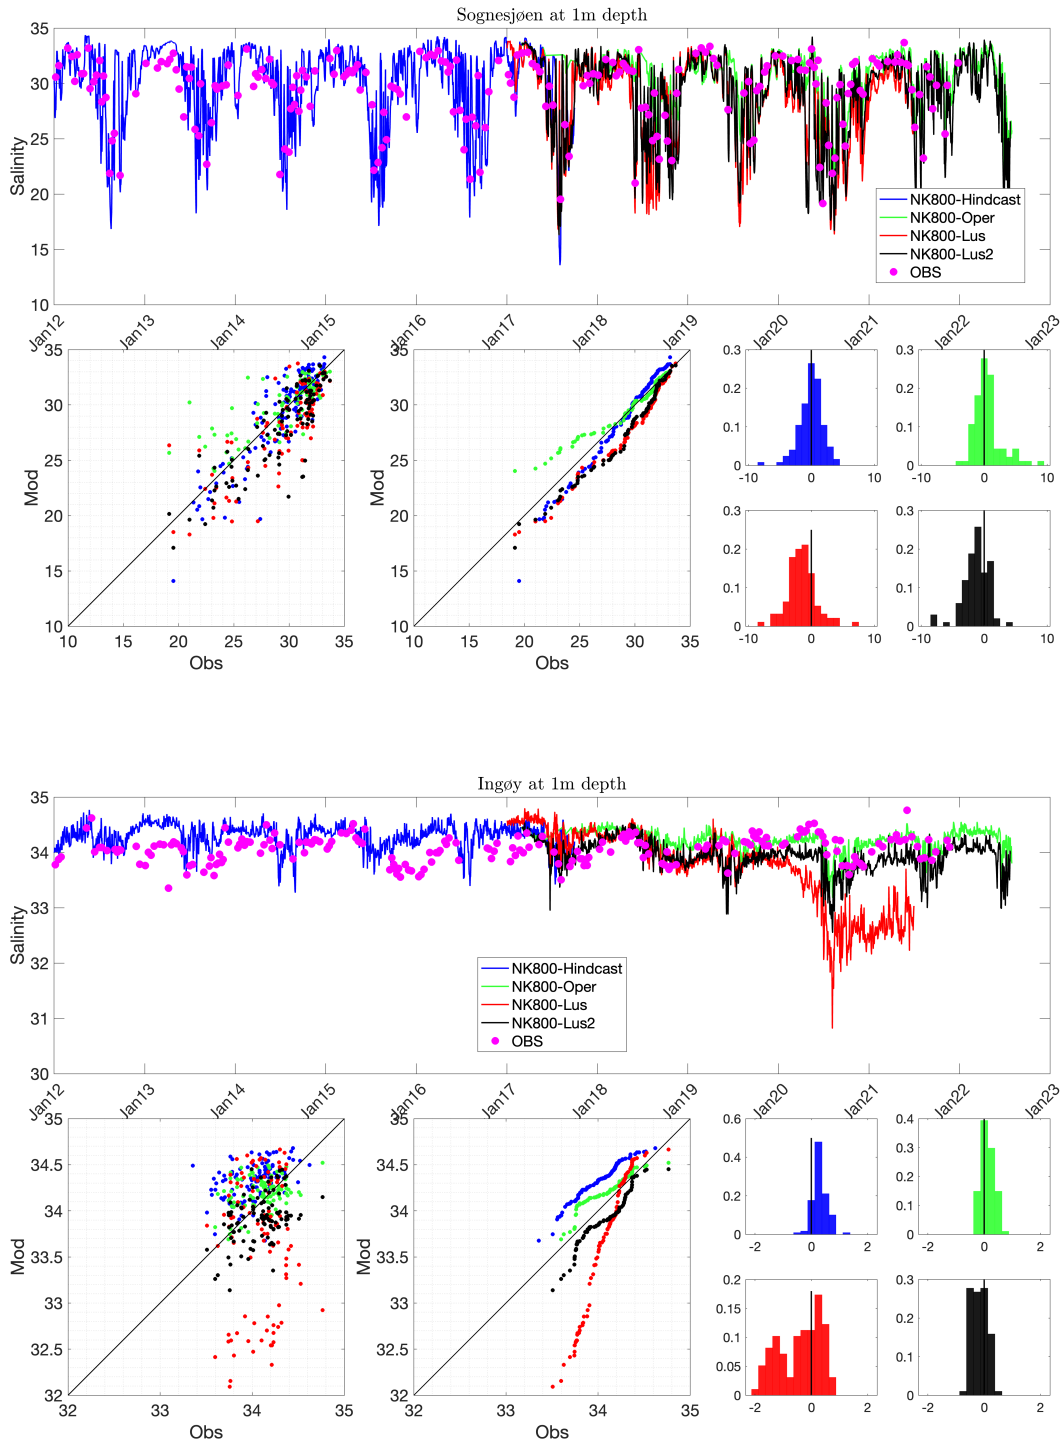 Sognesjøen at 1m depth
35
30
25
20
15
10
Salinity
NK800-Hindcast
NK800-Oper
NK800-Lus
NK800-Lus2
OBS
Jan12 Jan13 Jan14 Jan15 Jan16 Jan17 Jan18 Jan19 Jan20 Jan21 Jan22 Jan23
35
30
25
20
15
10
Mod
10 15 20 25 30 35
Obs
35
30
25
20
15
10
Mod
10 15 20 25 30 35
Obs
0.3
0.2
0.1
0
-10 0 10
0.3
0.2
0.1
0
-10 0 10
0.3
0.2
0.1
0
-10 0 10
0.3
0.2
0.1
0
-10 0 10
Ingøy at 1m depth
35
34
33
32
31
30
Salinity
NK800-Hindcast
NK800-Oper
NK800-Lus
NK800-Lus2
OBS
Jan12 Jan13 Jan14 Jan15 Jan16 Jan17 Jan18 Jan19 Jan20 Jan21 Jan22 Jan23
35
34.5
34
33.5
33
32.5
32
Mod
32 33 34 35
Obs
35
34.5
34
33.5
33
32.5
32
Mod
32 33 34 35
Obs
0.6
0.4
0.2
0
-2 0 2
0.4
0.3
0.2
0.1
0
-2 0 2
0.2
0.15
0.1
0.05
0
-2 0 2
0.3
0.2
0.1
0
-2 0 2